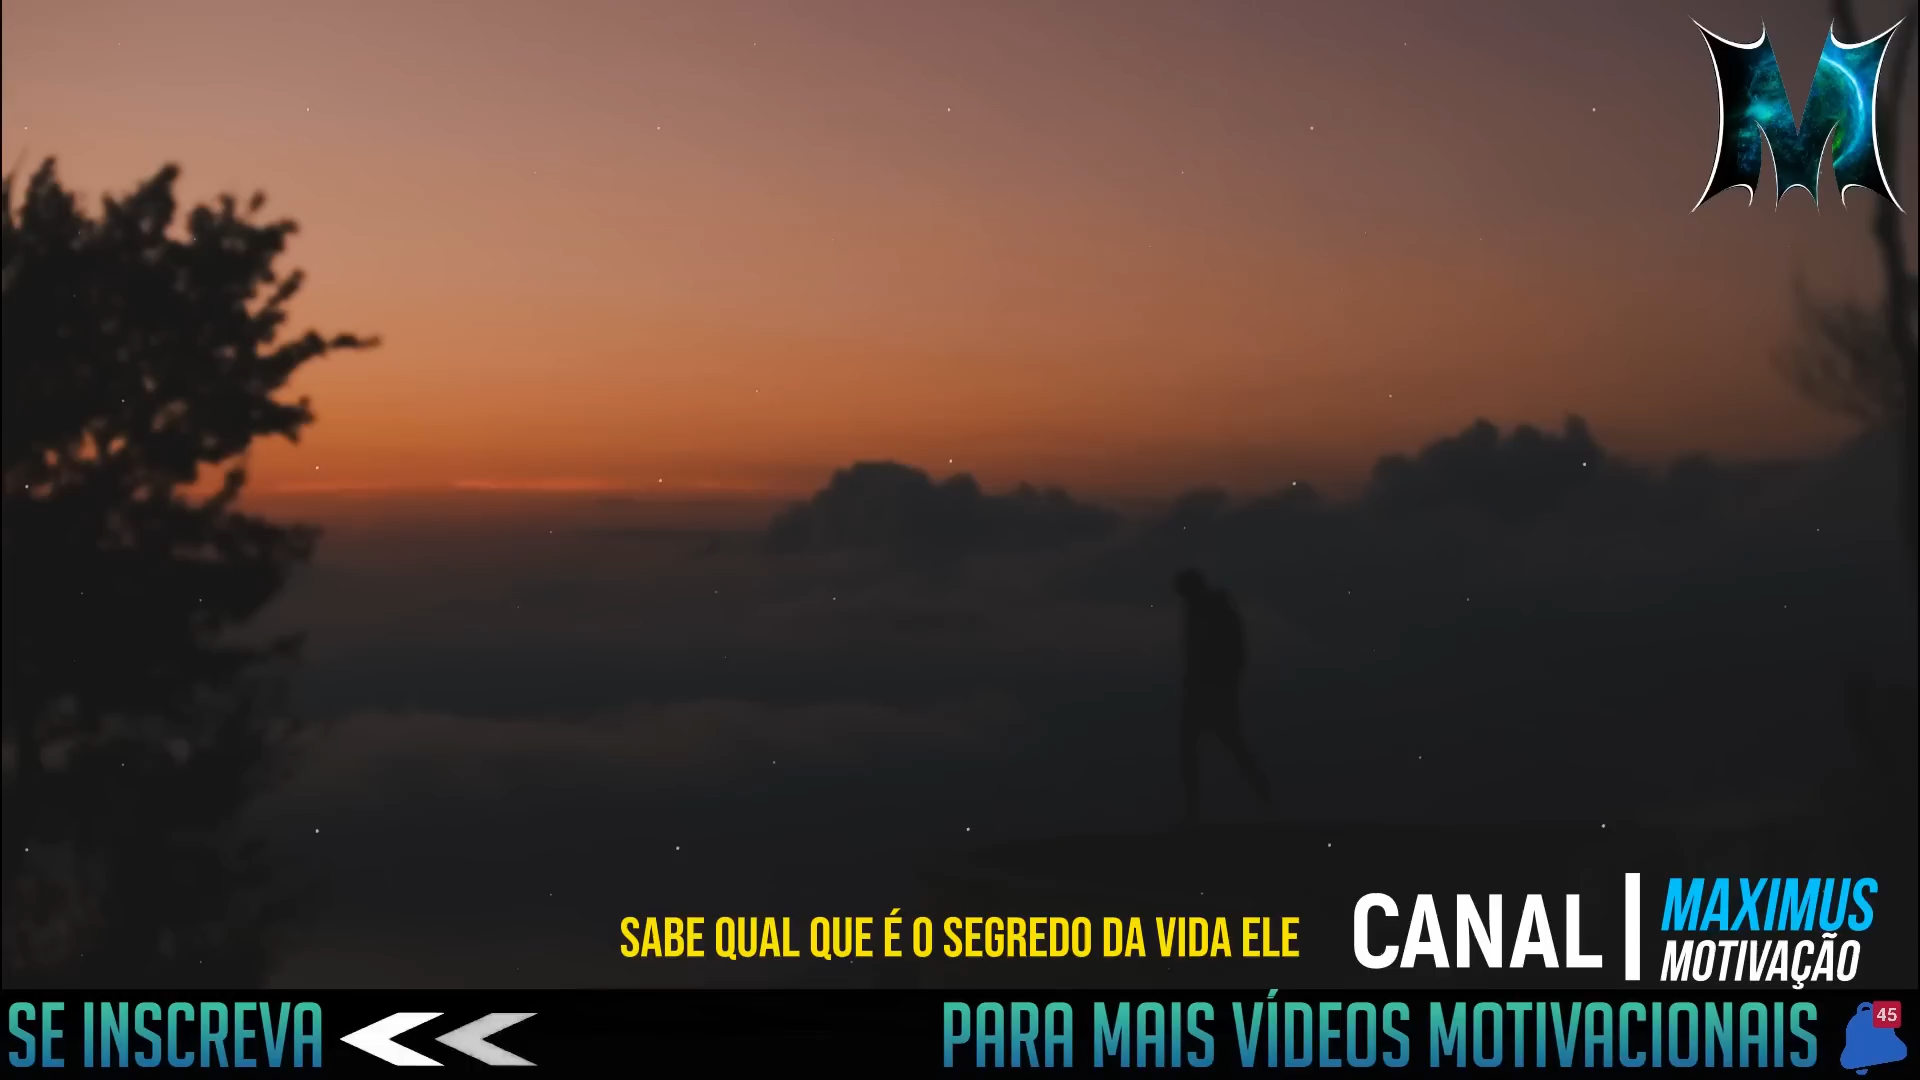 M
SABE QUAL QUE É O SEGREDO DA VIDA ELE
CANAL
MAXIMUS
MOTIVAÇÃO
SE INSCREVA
PARA MAIS VÍDEOS MOTIVACIONAIS
45